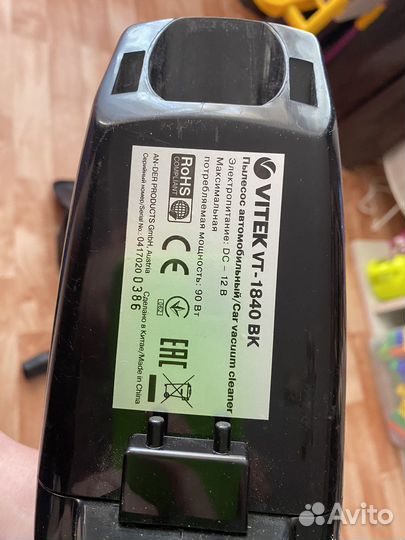 VITEK VT-1840 BK
Пылесос автомобильный/Car vacuum cleaner
Электропитание: DC ⎓ 12 В
Максимальная
потребляемая мощность: 90 Вт
RoHS
COMPLIANT
CE
EAC
AN-DER PRODUCTS GmbH, Austria
Серийный номер/Serial No.: 0417020 0386
Сделано в Китае/Made in China
Avito